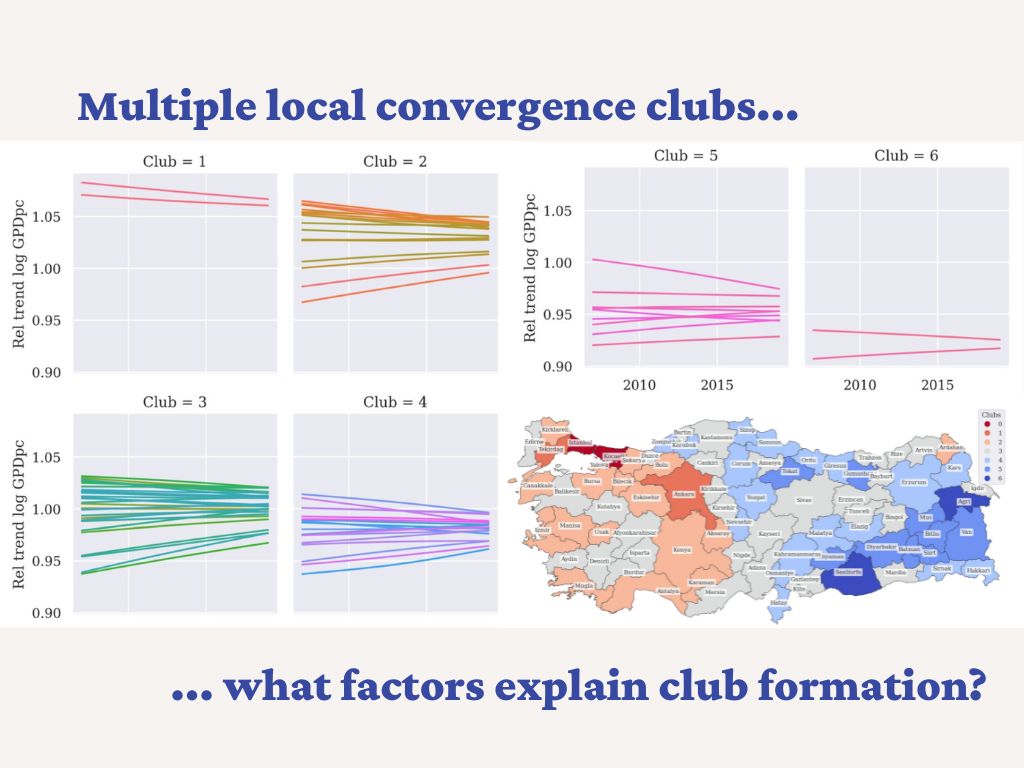 Multiple local convergence clubs...
Club = 1
Club = 2
Rel trend log GPDpc
1.05
1.00
0.95
0.90
Club = 5
Club = 6
Rel trend log GPDpc
1.05
1.00
0.95
0.90
2010
2015
2010
2015
Club = 3
Club = 4
Rel trend log GPDpc
1.05
1.00
0.95
0.90
Clubs
0
1
2
3
4
5
6
Kirklareli
Edirne
Tekirdag
Istanbul
Kocaeli
Yalova
Sakarya
Duzce
Bolu
Zonguldak
Bartin
Karabuk
Kastamonu
Sinop
Samsun
Cankiri
Corum
Amasya
Tokat
Ordu
Giresun
Gumushane
Trabzon
Bayburt
Rize
Artvin
Ardahan
Kars
Igdir
Agri
Erzurum
Canakkale
Balikesir
Bursa
Bilecik
Eskisehir
Kutahya
Ankara
Kirikkale
Kirsehir
Yozgat
Sivas
Erzincan
Tunceli
Bingol
Mus
Bitlis
Van
Izmir
Manisa
Usak
Afyonkarahisar
Konya
Aksaray
Nevsehir
Kayseri
Malatya
Elazig
Diyarbakir
Batman
Siirt
Sirnak
Hakkari
Aydin
Denizli
Isparta
Burdur
Mugla
Antalya
Karaman
Mersin
Nigde
Adana
Kahramanmaras
Osmaniye
Gaziantep
Kilis
Hatay
Sanliurfa
Mardin
... what factors explain club formation?